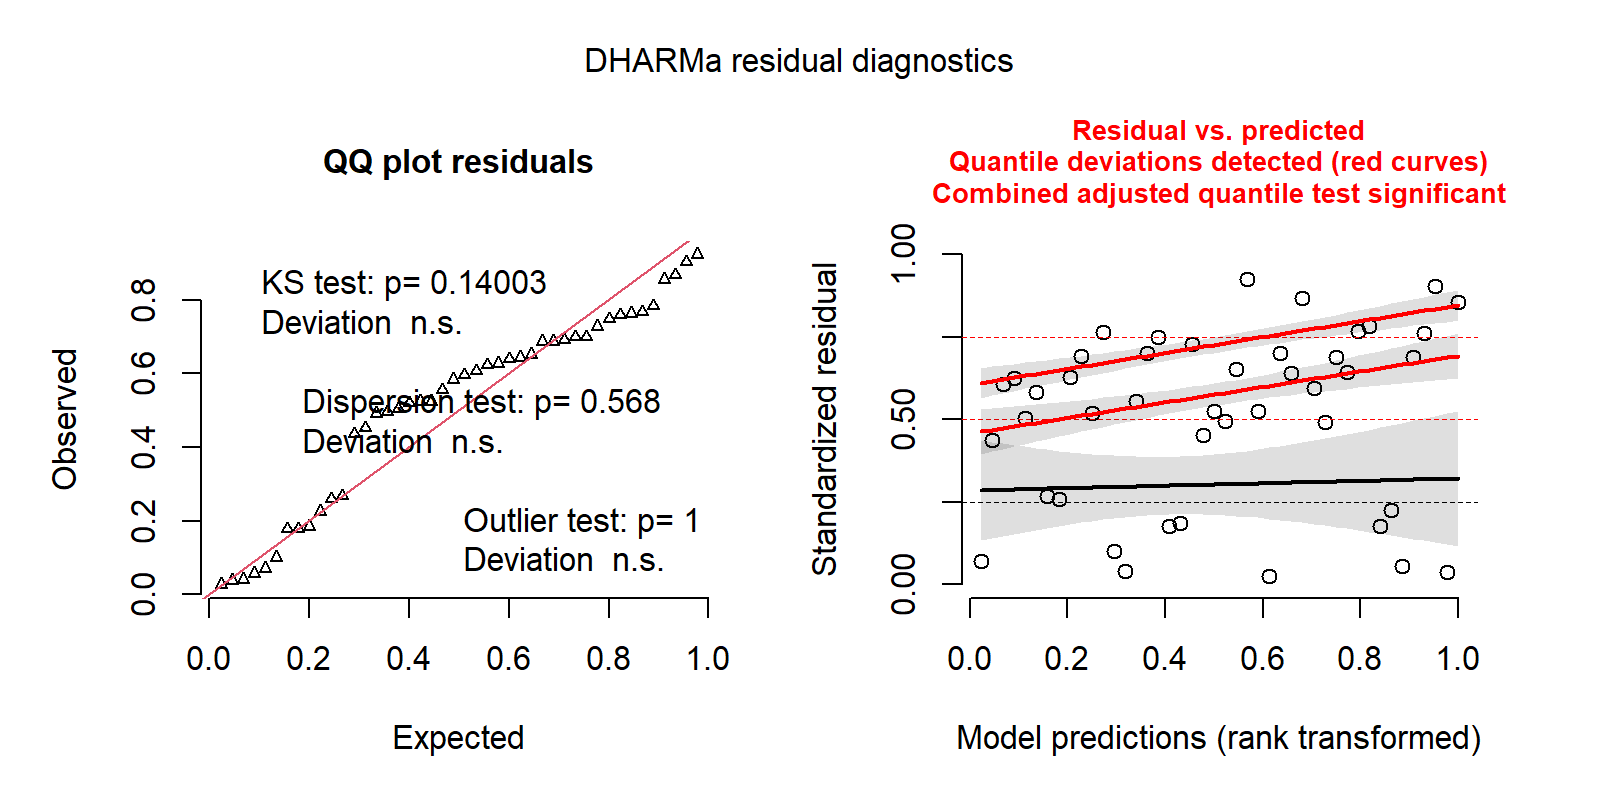 DHARMa residual diagnostics
QQ plot residuals
KS test: p= 0.14003
Deviation  n.s.
Dispersion test: p= 0.568
Deviation  n.s.
Outlier test: p= 1
Deviation  n.s.
Observed
0.0 0.2 0.4 0.6 0.8
0.0 0.2 0.4 0.6 0.8 1.0
Expected
Residual vs. predicted
Quantile deviations detected (red curves)
Combined adjusted quantile test significant
Standardized residual
0.00 0.50 1.00
0.0 0.2 0.4 0.6 0.8 1.0
Model predictions (rank transformed)